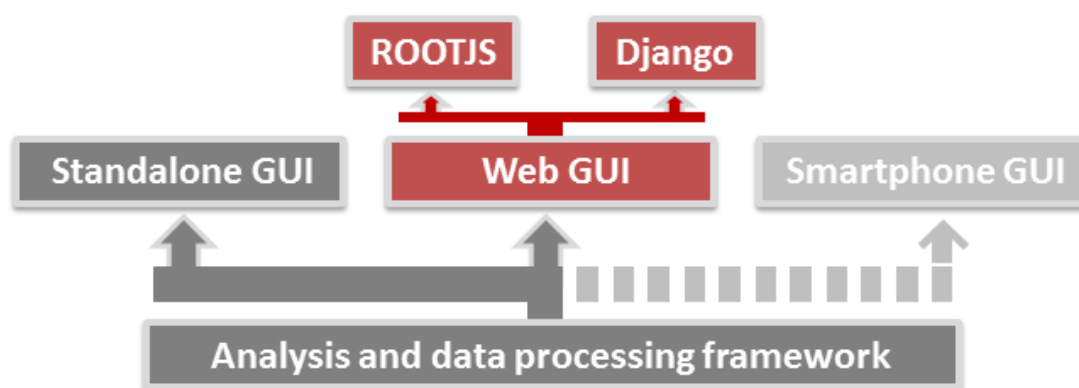 ROOTJS
Django
Standalone GUI
Web GUI
Smartphone GUI
Analysis and data processing framework